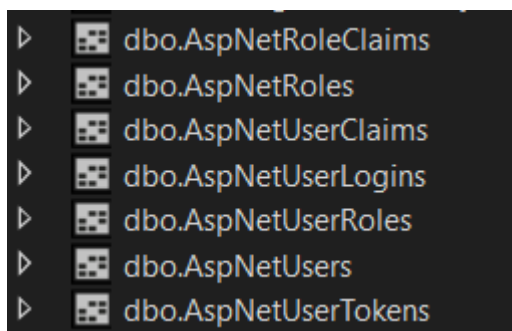 dbo.AspNetRoleClaims
dbo.AspNetRoles
dbo.AspNetUserClaims
dbo.AspNetUserLogins
dbo.AspNetUserRoles
dbo.AspNetUsers
dbo.AspNetUserTokens